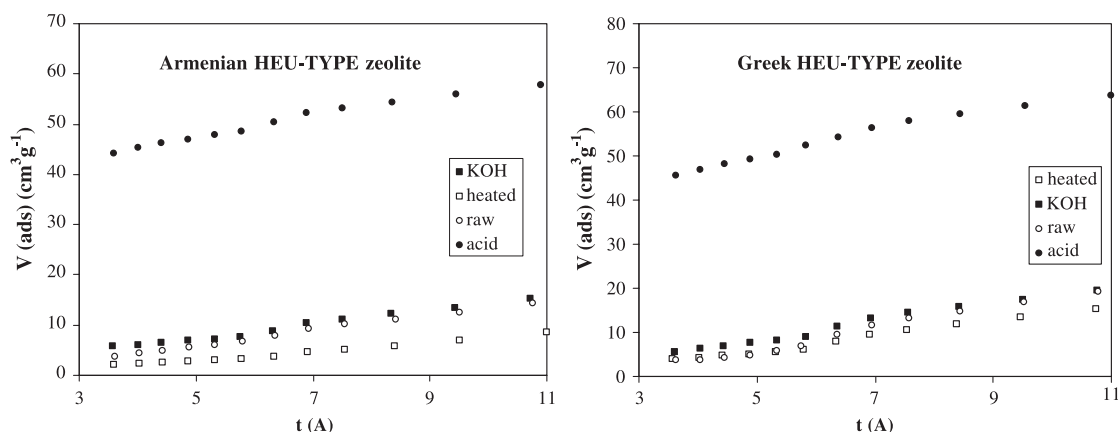 Armenian HEU-TYPE zeolite
V (ads) (cm³g⁻¹)
70
60
50
40
30
20
10
0
KOH
heated
raw
acid
3
5
7
9
11
t (A)
Greek HEU-TYPE zeolite
V (ads) (cm³g⁻¹)
80
70
60
50
40
30
20
10
0
heated
KOH
raw
acid
3
5
7
9
11
t (A)